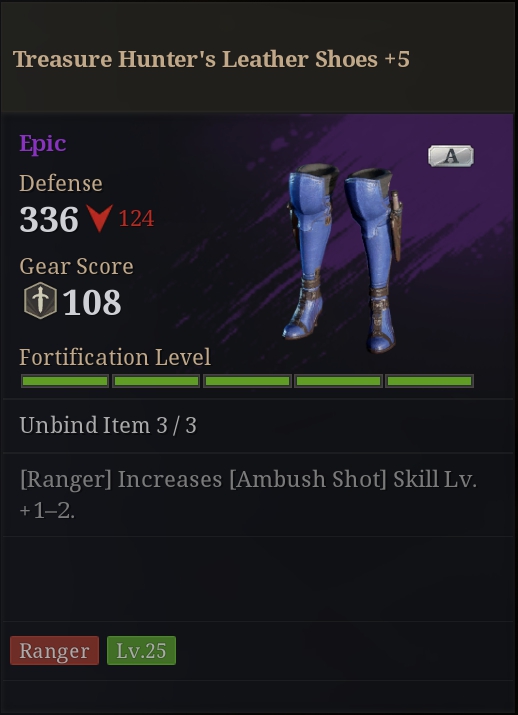 Treasure Hunter's Leather Shoes +5
Epic
A
Defense
336 124
Gear Score
108
Fortification Level
Unbind Item 3 / 3
[Ranger] Increases [Ambush Shot] Skill Lv.
+1–2.
Ranger Lv.25